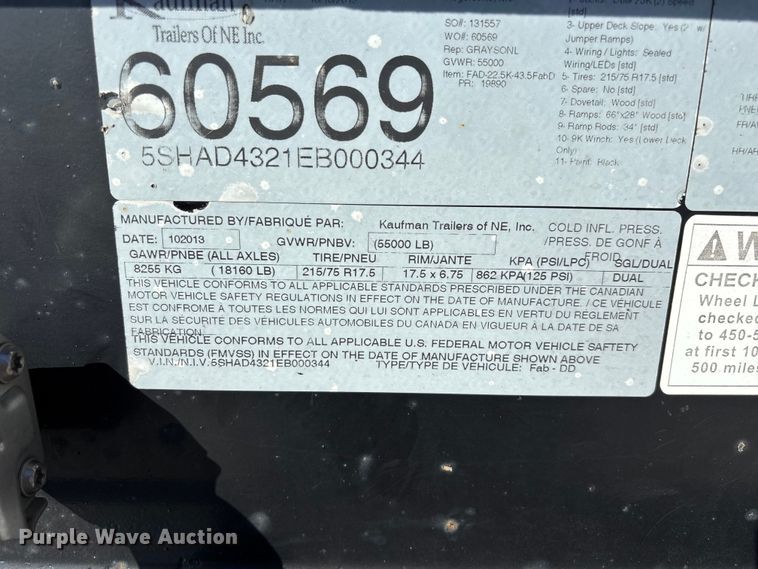 Kaufman
Trailers Of NE Inc.
60569
5SHAD4321EB000344
SO#: 131557
WO#: 60569
Rep: GRAYSONL
GVWR: 55000
Item: FAD-22.5K-43.5FabD
PR: 19890
[std]
3- Upper Deck Slope: Yes (2' w/
Jumper Ramps)
4- Wiring / Lights: Sealed
Wiring/LEDs [std]
5- Tires: 215/75 R17.5 [std]
6- Spare: No [std]
7- Dovetail: Wood [std]
8- Ramps: 66"x28" Wood [std]
9- Ramp Rods: 34" [std]
10- 9K Winch: Yes (Lower Deck
Only)
11- Paint: Black
MANUFACTURED BY/FABRIQUÉ PAR: Kaufman Trailers of NE, Inc.
DATE: 102013 GVWR/PNBV: (55000 LB)
COLD INFL. PRESS.
/PRESS. DE GONF À
FROID
GAWR/PNBE (ALL AXLES) TIRE/PNEU RIM/JANTE KPA (PSI/LPC) SGL/DUAL
8255 KG (18160 LB) 215/75 R17.5 17.5 x 6.75 862 KPA(125 PSI) DUAL
THIS VEHICLE CONFORMS TO ALL APPLICABLE STANDARDS PRESCRIBED UNDER THE CANADIAN
MOTOR VEHICLE SAFETY REGULATIONS IN EFFECT ON THE DATE OF MANUFACTURE. / CE VÉHICULE
EST CONFROME À TOUTES LES NORMES QUI LUI SONT APPLICABLES EN VERTU DU RÈGLEMENT
SUR LA SÉCURITÉ DES VÉHICULES AUTOMOBILES DU CANADA EN VIGUEUR À LA DATE DE SA
FABRICATION.
THIS VEHICLE CONFORMS TO ALL APPLICABLE U.S. FEDERAL MOTOR VEHICLE SAFETY
STANDARDS (FMVSS) IN EFFECT ON THE DATE OF MANUFACTURE SHOWN ABOVE
V.I.N./N.I.V. 5SHAD4321EB000344 TYPE/TYPE DE VÉHICULE: Fab - DD
W
CHECK
Wheel L
checked
to 450-5
at first 10
500 miles
Purple Wave Auction